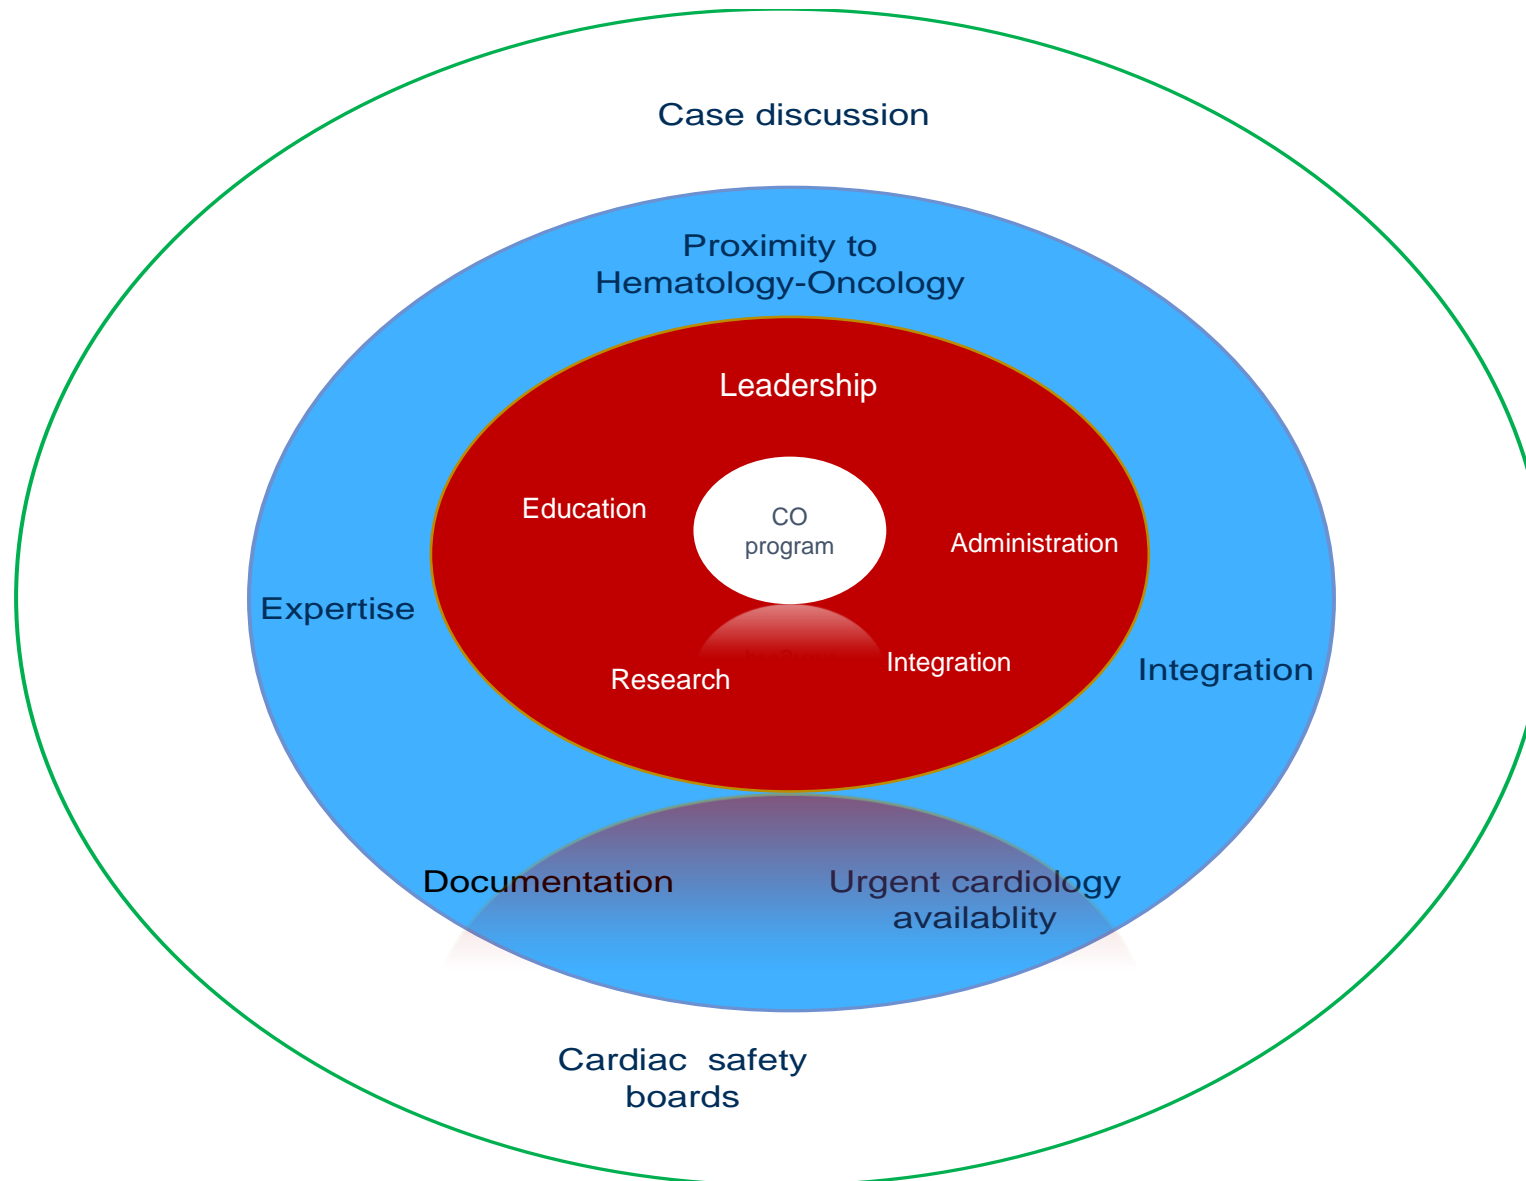 Case discussion
Proximity to
Hematology-Oncology
Leadership
Education
CO
program
Administration
Expertise
Research
Integration
Integration
Documentation
Urgent cardiology
availablity
Cardiac safety
boards